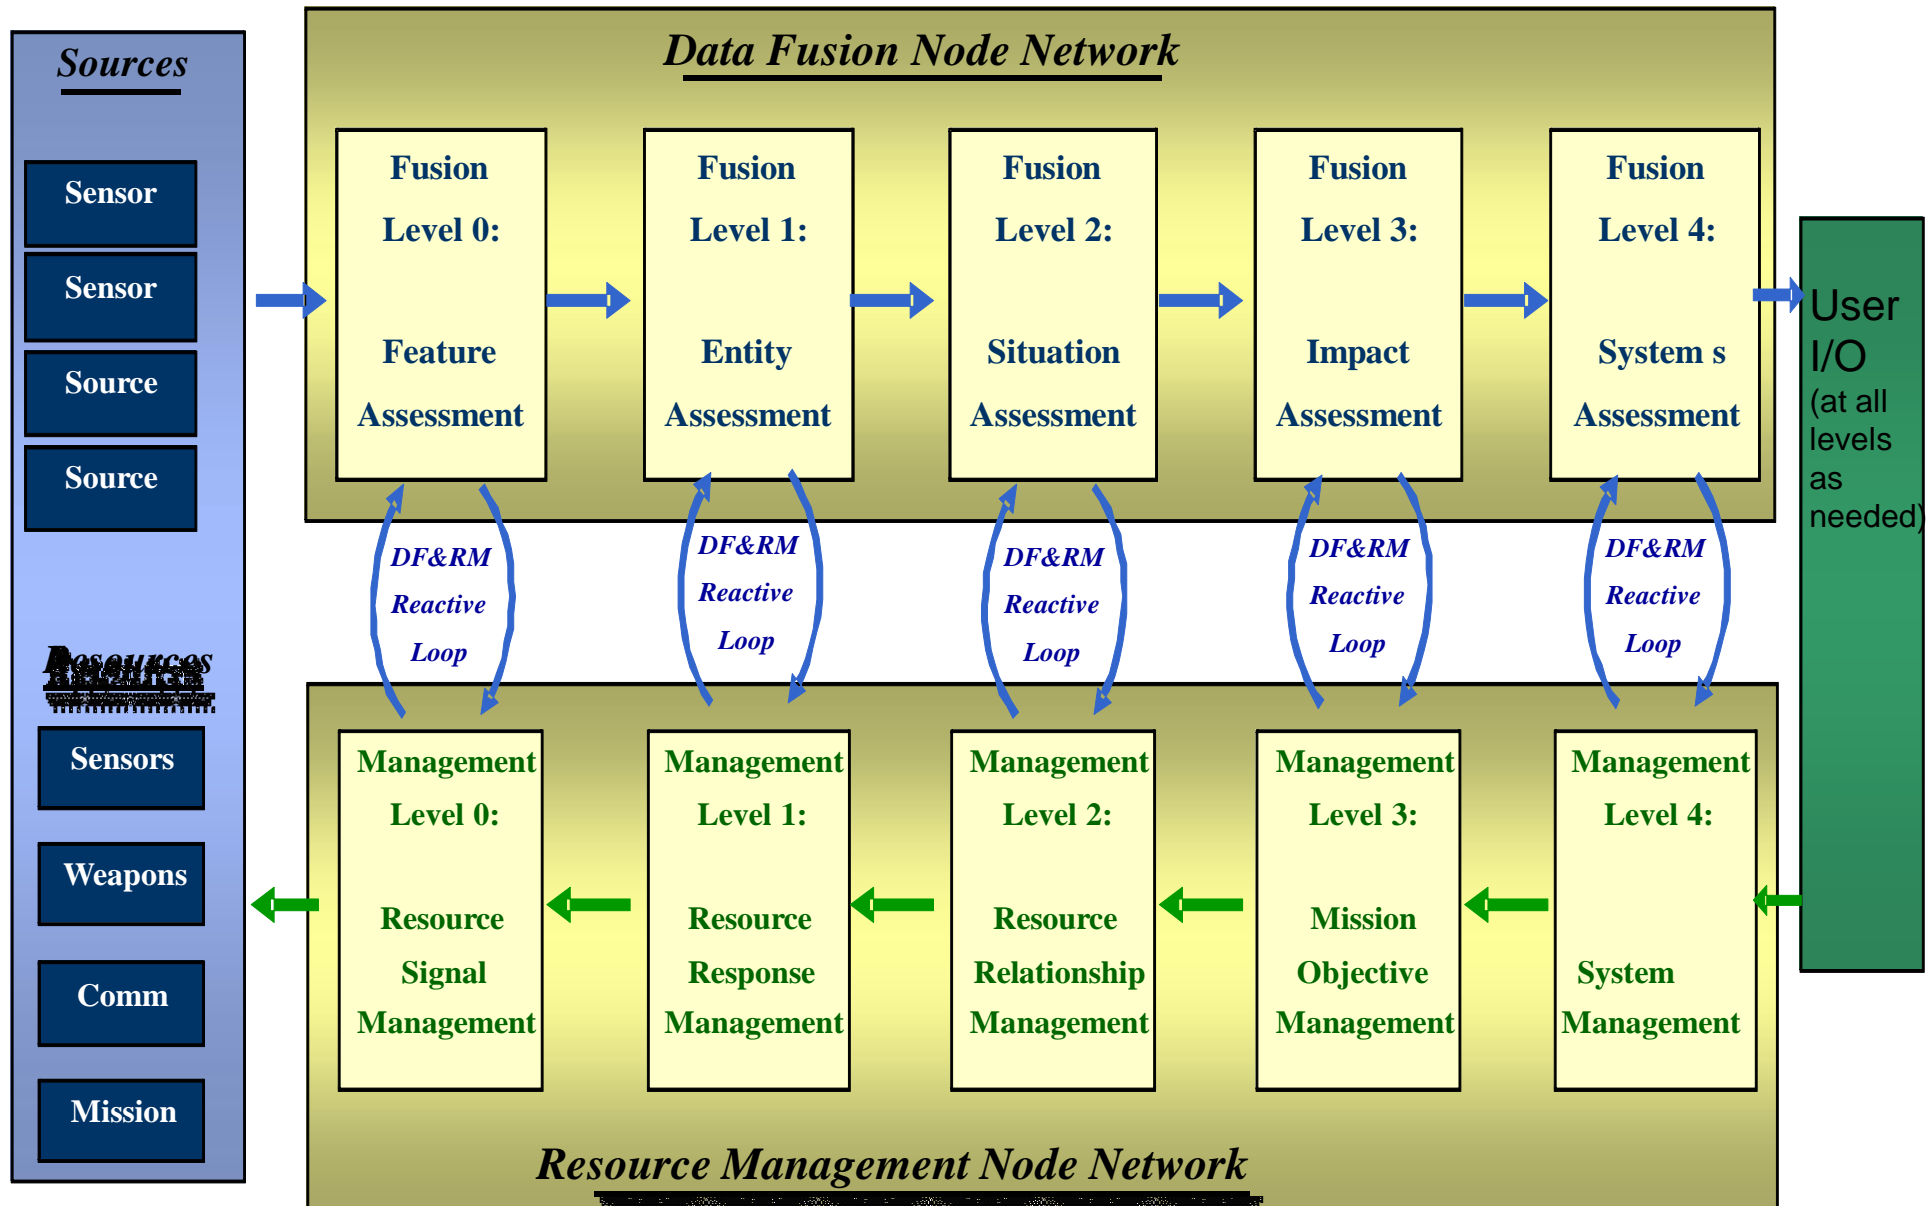 Sources
Sensor
Sensor
Source
Source
Resources
Sensors
Weapons
Comm
Mission
Data Fusion Node Network
Fusion
Level 0:
Feature
Assessment
Fusion
Level 1:
Entity
Assessment
Fusion
Level 2:
Situation
Assessment
Fusion
Level 3:
Impact
Assessment
Fusion
Level 4:
System s
Assessment
DF&RM
Reactive
Loop
DF&RM
Reactive
Loop
DF&RM
Reactive
Loop
DF&RM
Reactive
Loop
DF&RM
Reactive
Loop
Management
Level 0:
Resource
Signal
Management
Management
Level 1:
Resource
Response
Management
Management
Level 2:
Resource
Relationship
Management
Management
Level 3:
Mission
Objective
Management
Management
Level 4:
System
Management
Resource Management Node Network
User
I/O
(at all
levels
as
needed)